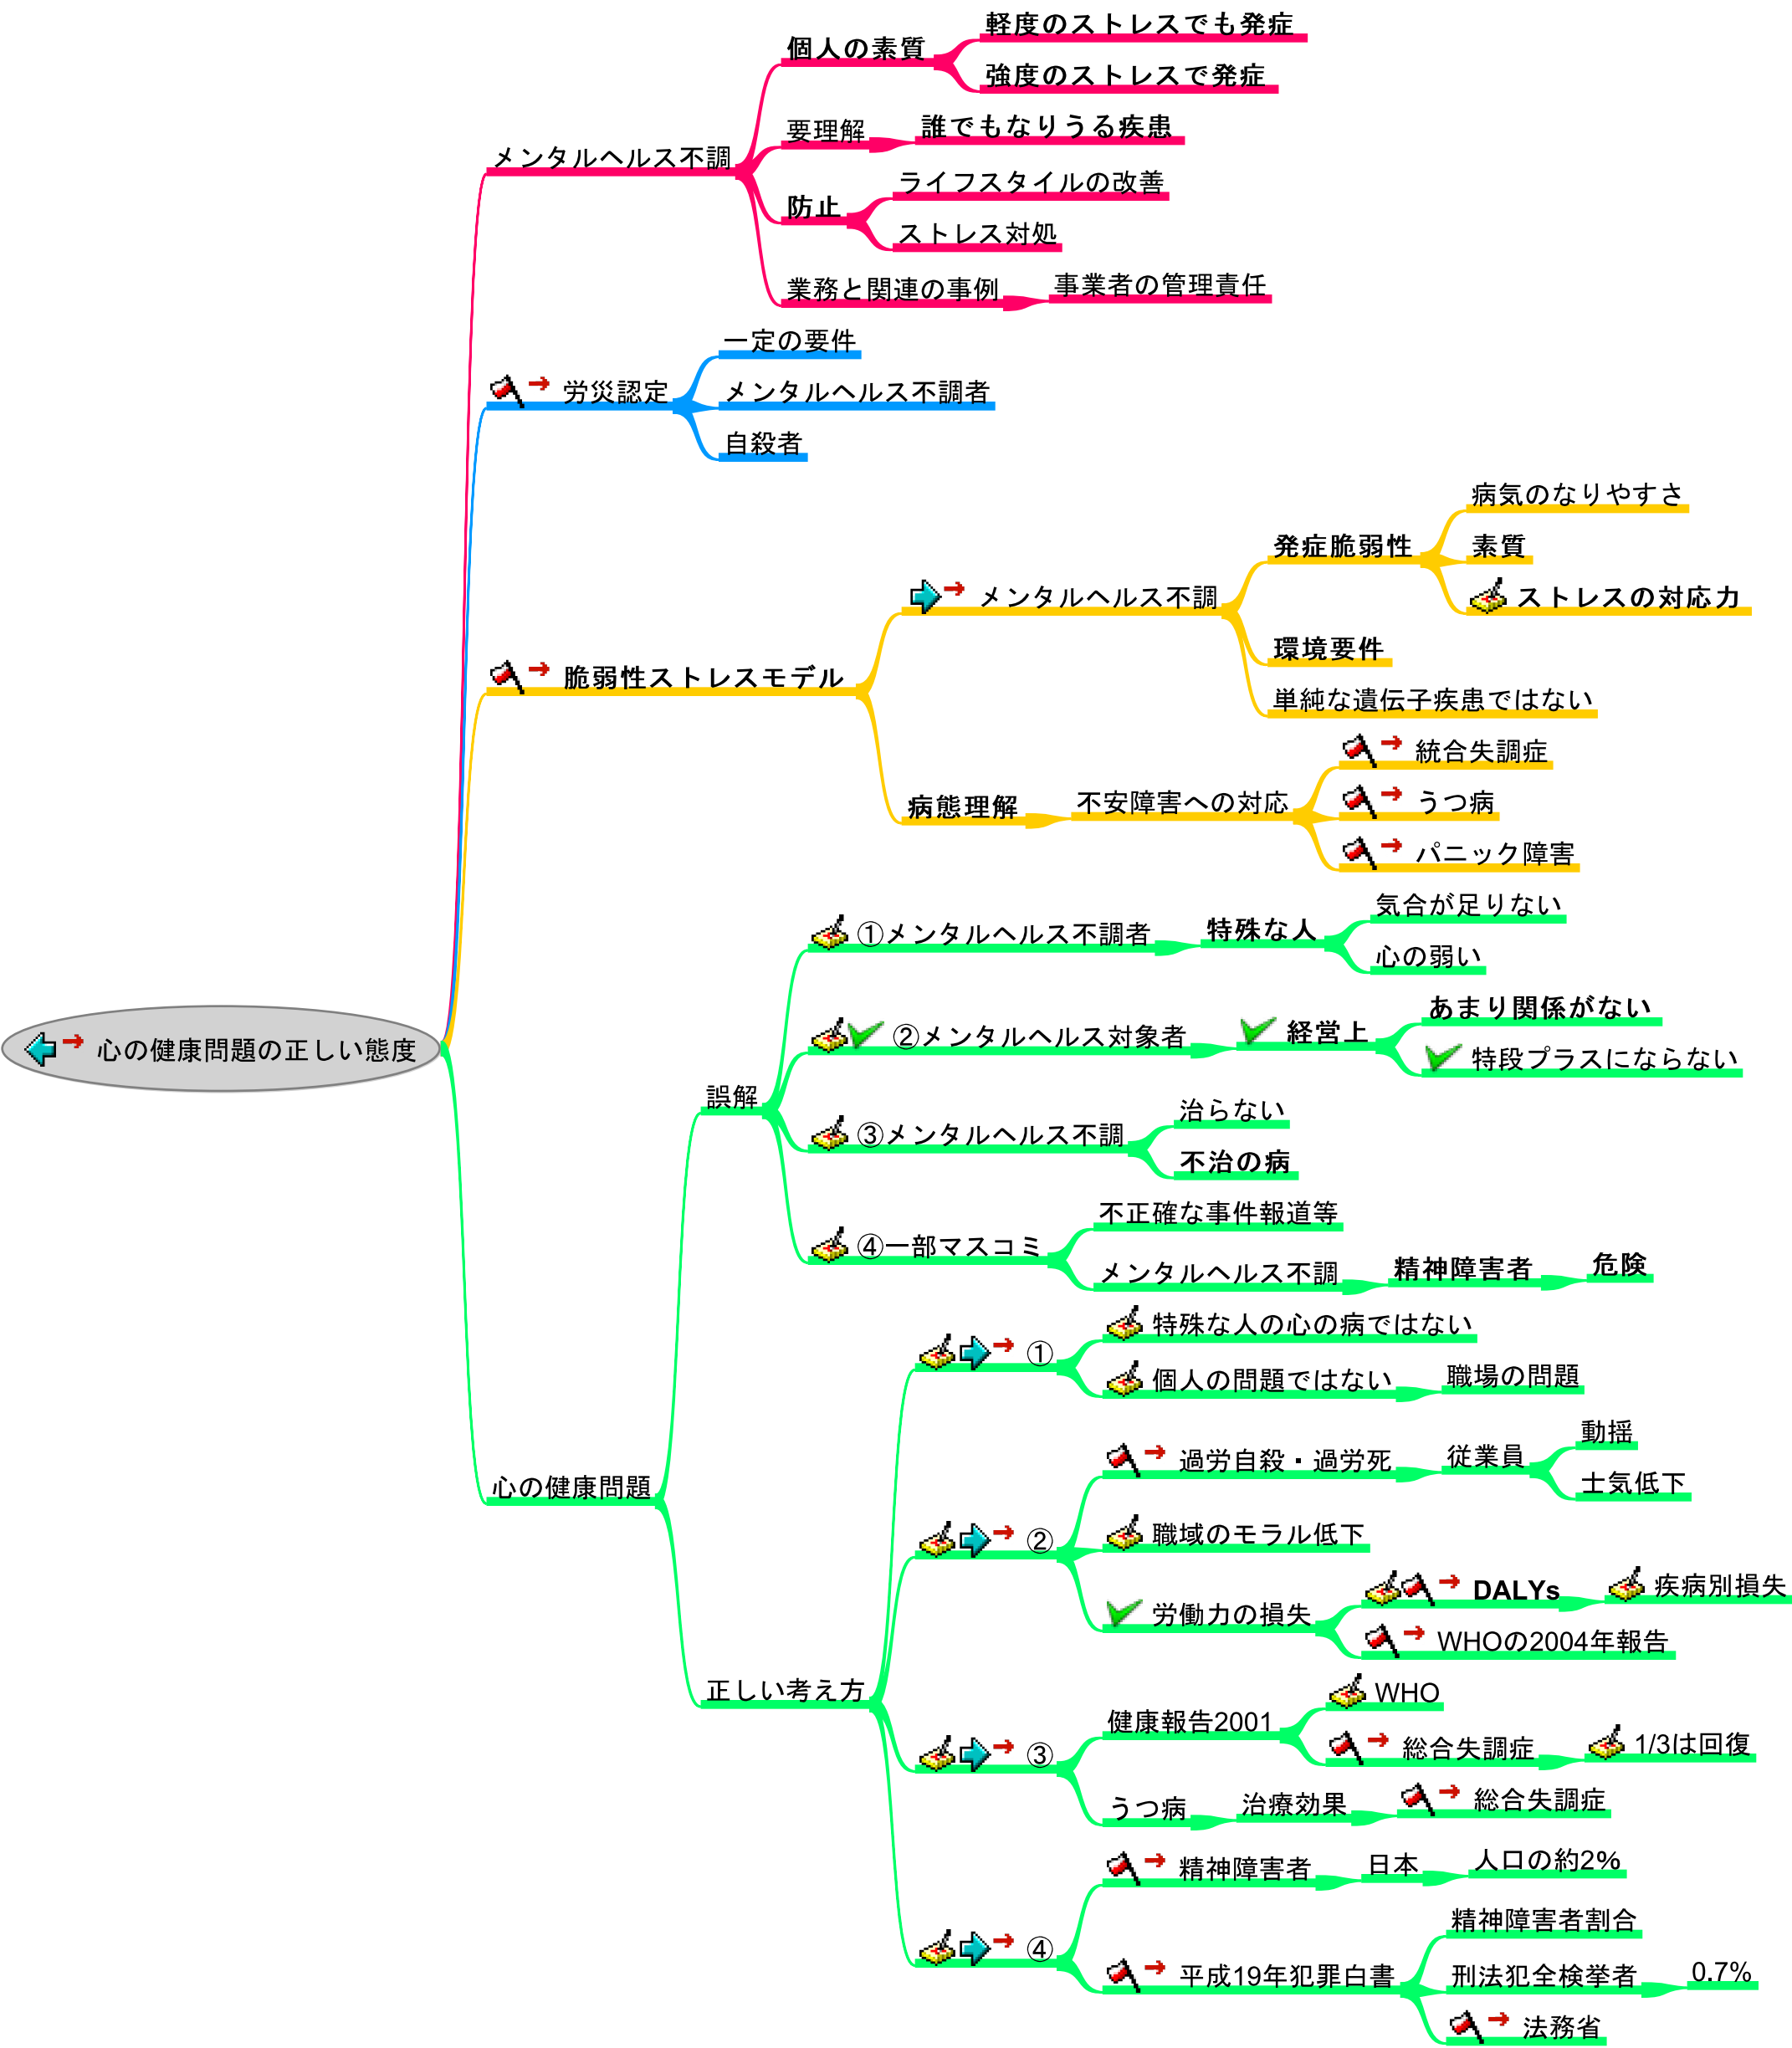 軽度のストレスでも発症
個人の素質
強度のストレスで発症
要理解
誰でもなりうる疾患
メンタルヘルス不調
ライフスタイルの改善
防止
ストレス対処
業務と関連の事例
事業者の管理責任
一定の要件
労災認定
メンタルヘルス不調者
自殺者
病気のなりやすさ
発症脆弱性
素質
メンタルヘルス不調
ストレスの対応力
環境要件
脆弱性ストレスモデル
単純な遺伝子疾患ではない
統合失調症
病態理解
不安障害への対応
うつ病
パニック障害
気合が足りない
①メンタルヘルス不調者
特殊な人
心の弱い
あまり関係がない
②メンタルヘルス対象者
経営上
特段プラスにならない
心の健康問題の正しい態度
誤解
治らない
③メンタルヘルス不調
不治の病
不正確な事件報道等
④一部マスコミ
メンタルヘルス不調
精神障害者
危険
特殊な人の心の病ではない
①
個人の問題ではない
職場の問題
動揺
過労自殺・過労死
従業員
士気低下
心の健康問題
②
職域のモラル低下
DALYs
疾病別損失
労働力の損失
WHOの2004年報告
正しい考え方
WHO
健康報告2001
総合失調症
1/3は回復
③
うつ病
治療効果
総合失調症
精神障害者
日本
人口の約2%
④
精神障害者割合
平成19年犯罪白書
刑法犯全検挙者
0.7%
法務省